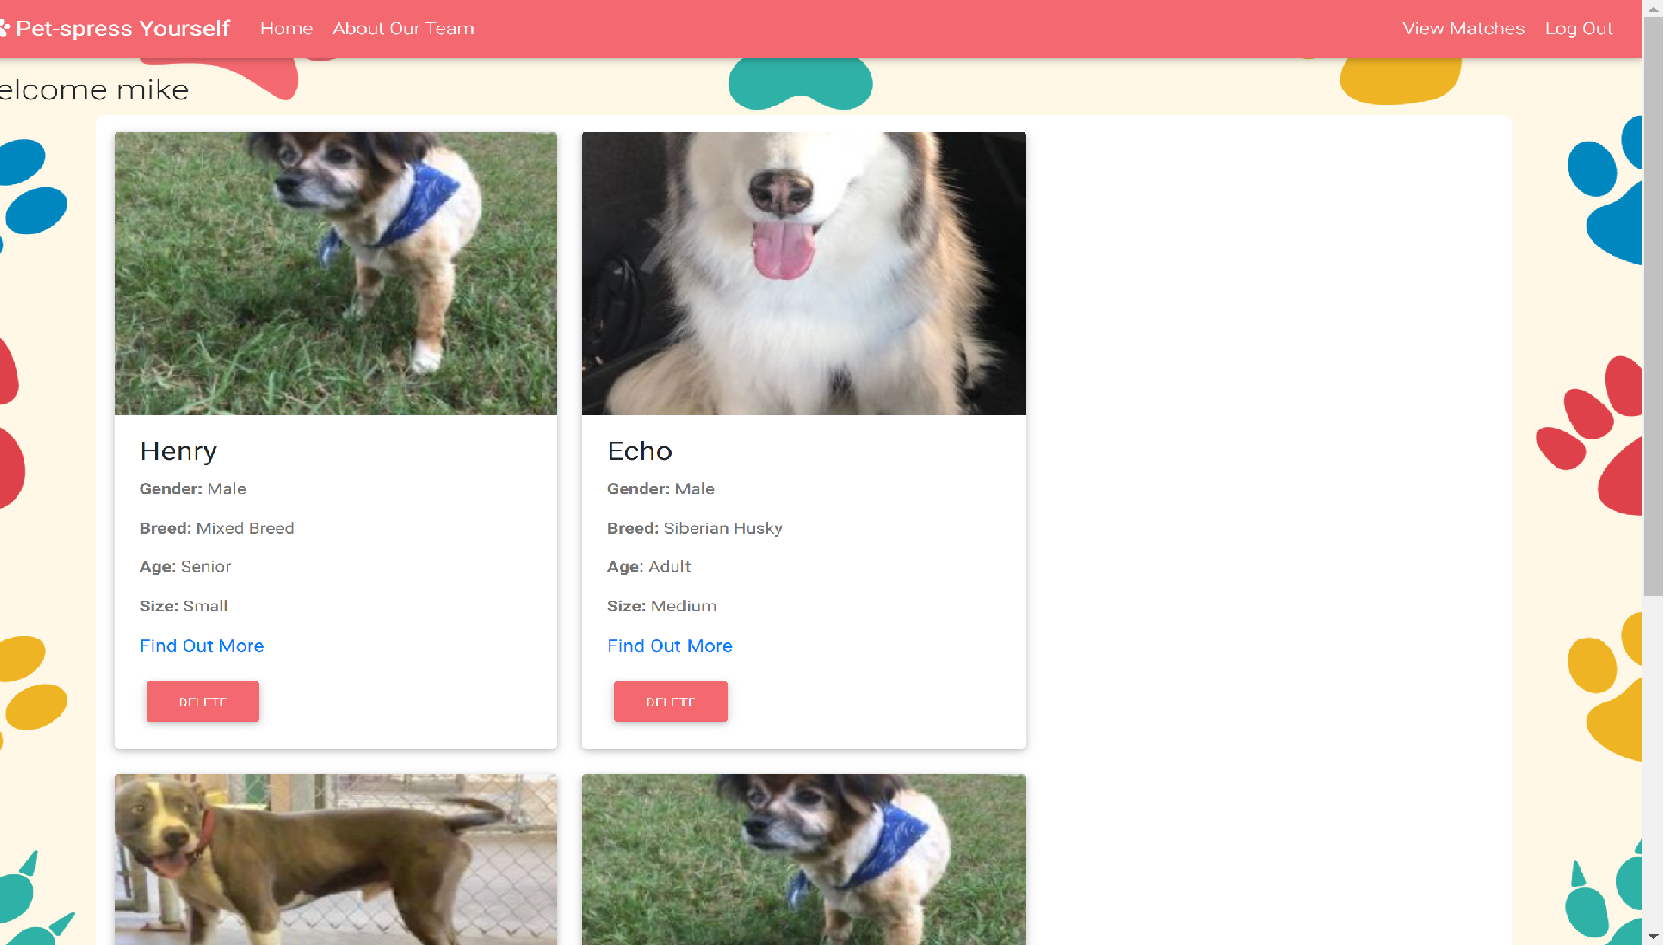 Pet-spress Yourself Home About Our Team View Matches Log Out
elcome mike
Henry
Gender: Male
Breed: Mixed Breed
Age: Senior
Size: Small
Find Out More
DELETE
Echo
Gender: Male
Breed: Siberian Husky
Age: Adult
Size: Medium
Find Out More
DELETE